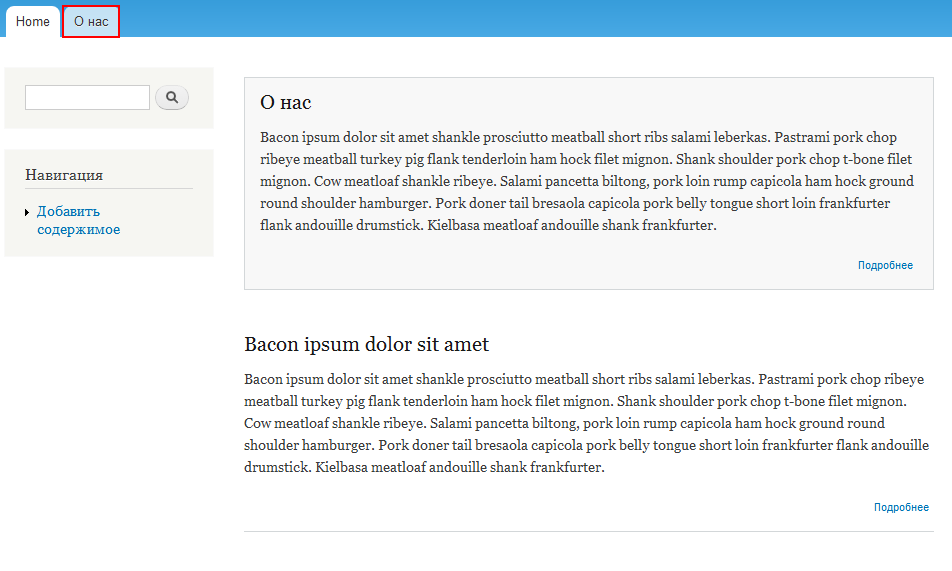 Home
О нас
Навигация
Добавить
содержимое
О нас
Bacon ipsum dolor sit amet shankle prosciutto meatball short ribs salami leberkas. Pastrami pork chop
ribeye meatball turkey pig flank tenderloin ham hock filet mignon. Shank shoulder pork chop t-bone filet
mignon. Cow meatloaf shankle ribeye. Salami pancetta biltong, pork loin rump capicola ham hock ground
round shoulder hamburger. Pork doner tail bresaola capicola pork belly tongue short loin frankfurter
flank andouille drumstick. Kielbasa meatloaf andouille shank frankfurter.
Подробнее
Bacon ipsum dolor sit amet
Bacon ipsum dolor sit amet shankle prosciutto meatball short ribs salami leberkas. Pastrami pork chop ribeye
meatball turkey pig flank tenderloin ham hock filet mignon. Shank shoulder pork chop t-bone filet mignon.
Cow meatloaf shankle ribeye. Salami pancetta biltong, pork loin rump capicola ham hock ground round
shoulder hamburger. Pork doner tail bresaola capicola pork belly tongue short loin frankfurter flank andouille
drumstick. Kielbasa meatloaf andouille shank frankfurter.
Подробнее